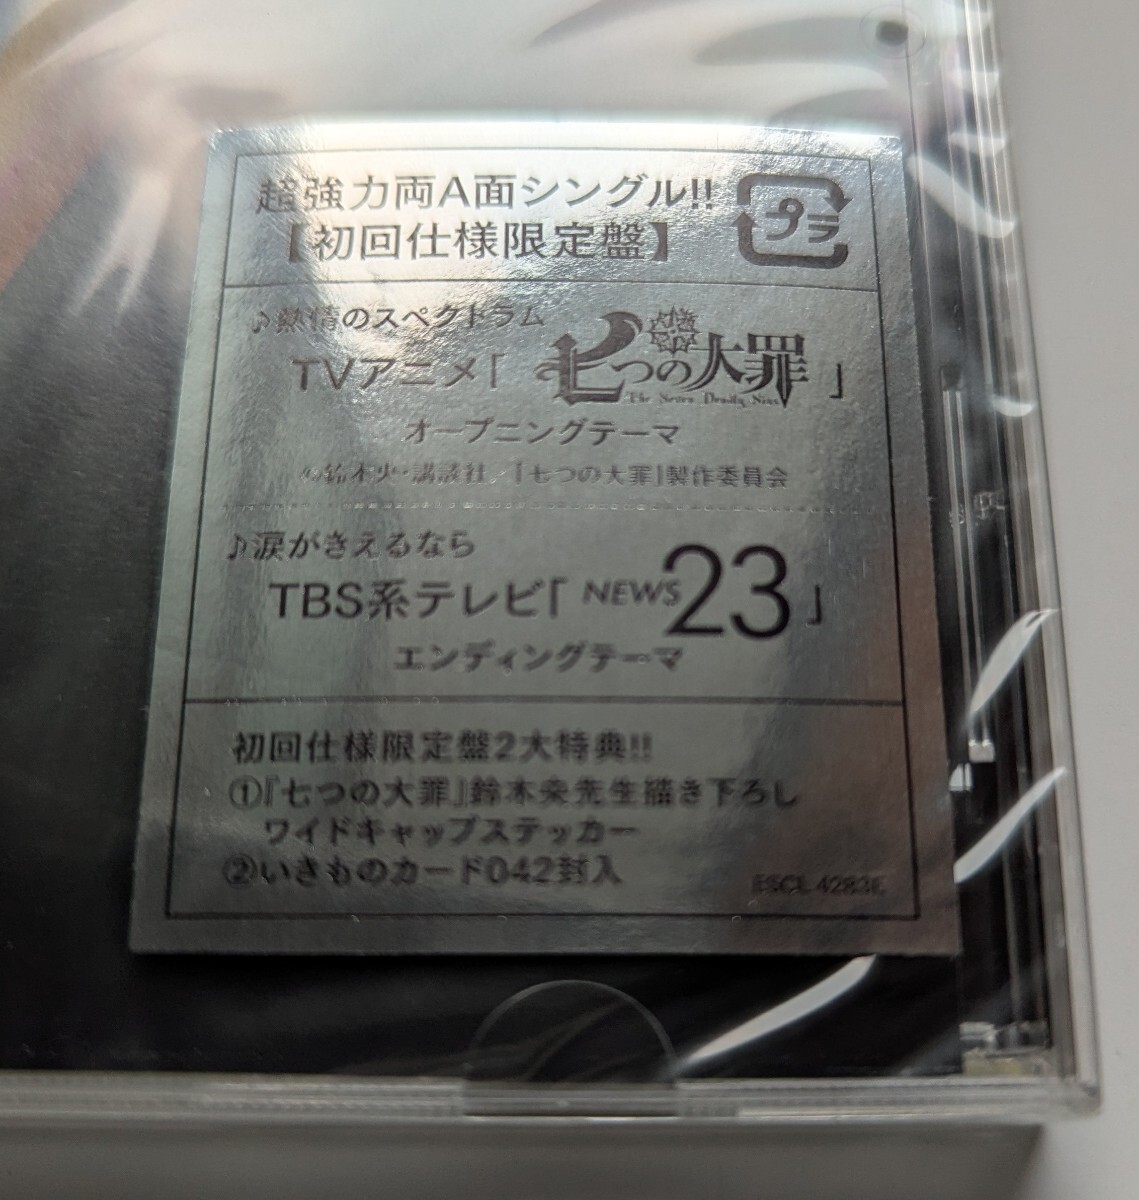 超強力両A面シングル!!
【初回仕様限定盤】
プラ
♪熱情のスペクトラム
TVアニメ「七つの大罪」
The Seven Deadly Sins
オープニングテーマ
©鈴木央・講談社/「七つの大罪」製作委員会
♪涙がきえるなら
TBS系テレビ「NEWS23」
エンディングテーマ
初回仕様限定盤2大特典!!
①『七つの大罪』鈴木央先生描き下ろし
ワイドキャップステッカー
②いきものカード042封入
ESCL 4283E